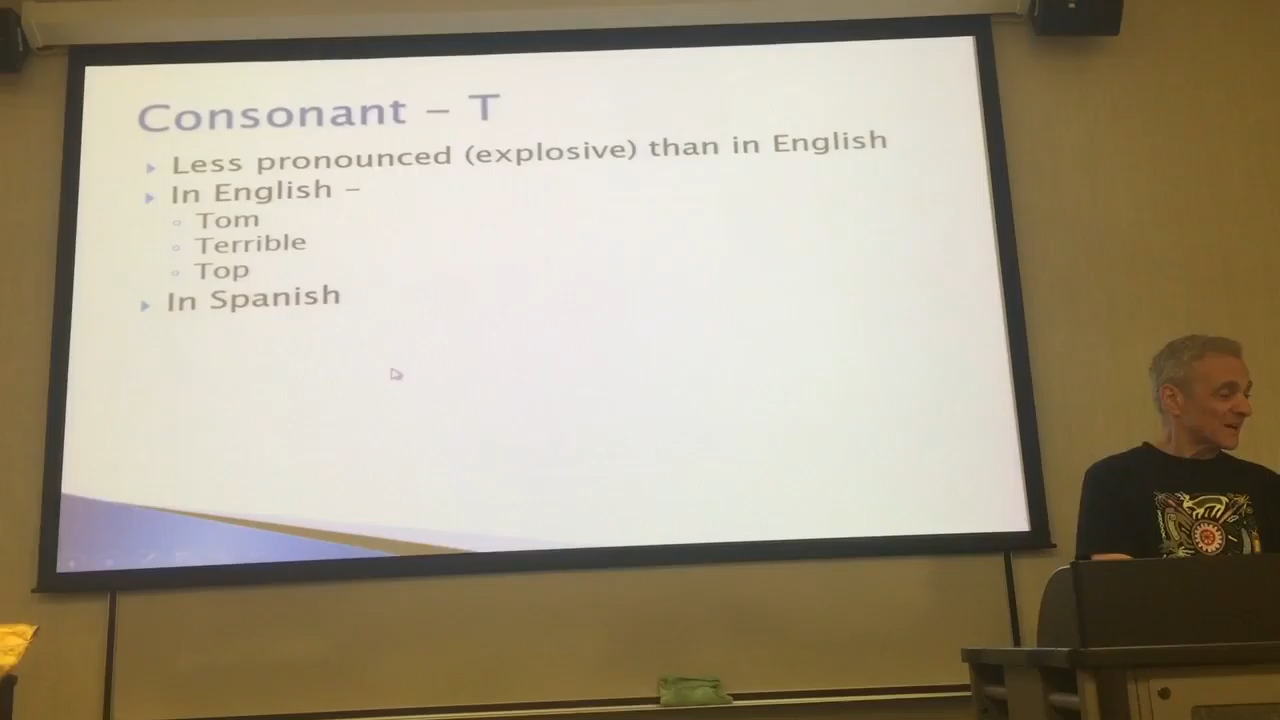 Consonant – T
Less pronounced (explosive) than in English
In English –
Tom
Terrible
Top
In Spanish